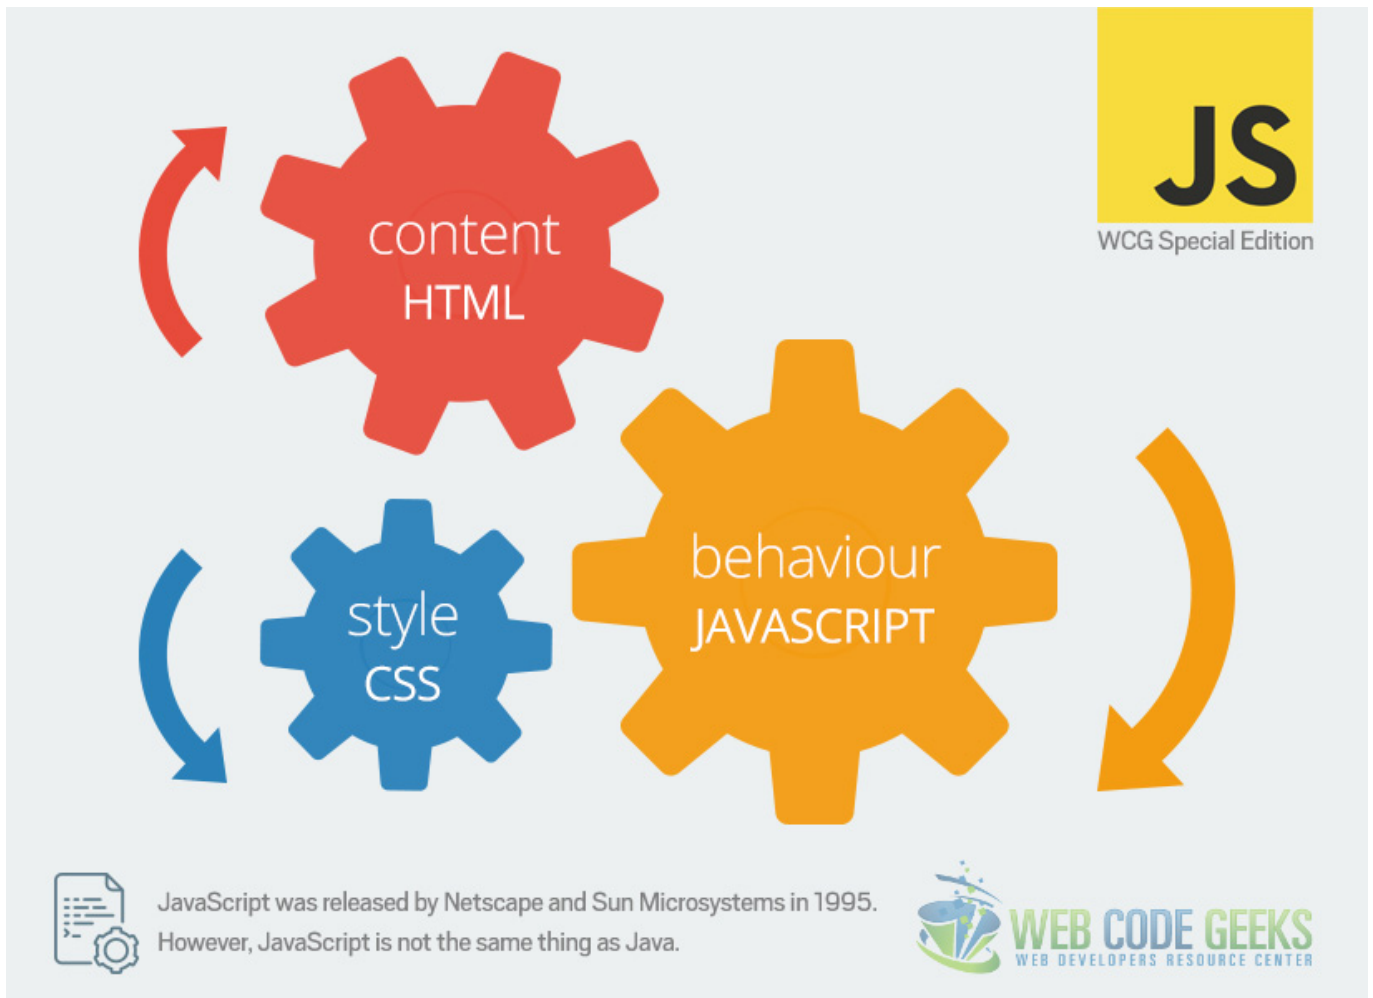 content
HTML
JS
WCG Special Edition
behaviour
JAVASCRIPT
style
CSS
JavaScript was released by Netscape and Sun Microsystems in 1995.
However, JavaScript is not the same thing as Java.
WEB CODE GEEKS
WEB DEVELOPERS RESOURCE CENTER